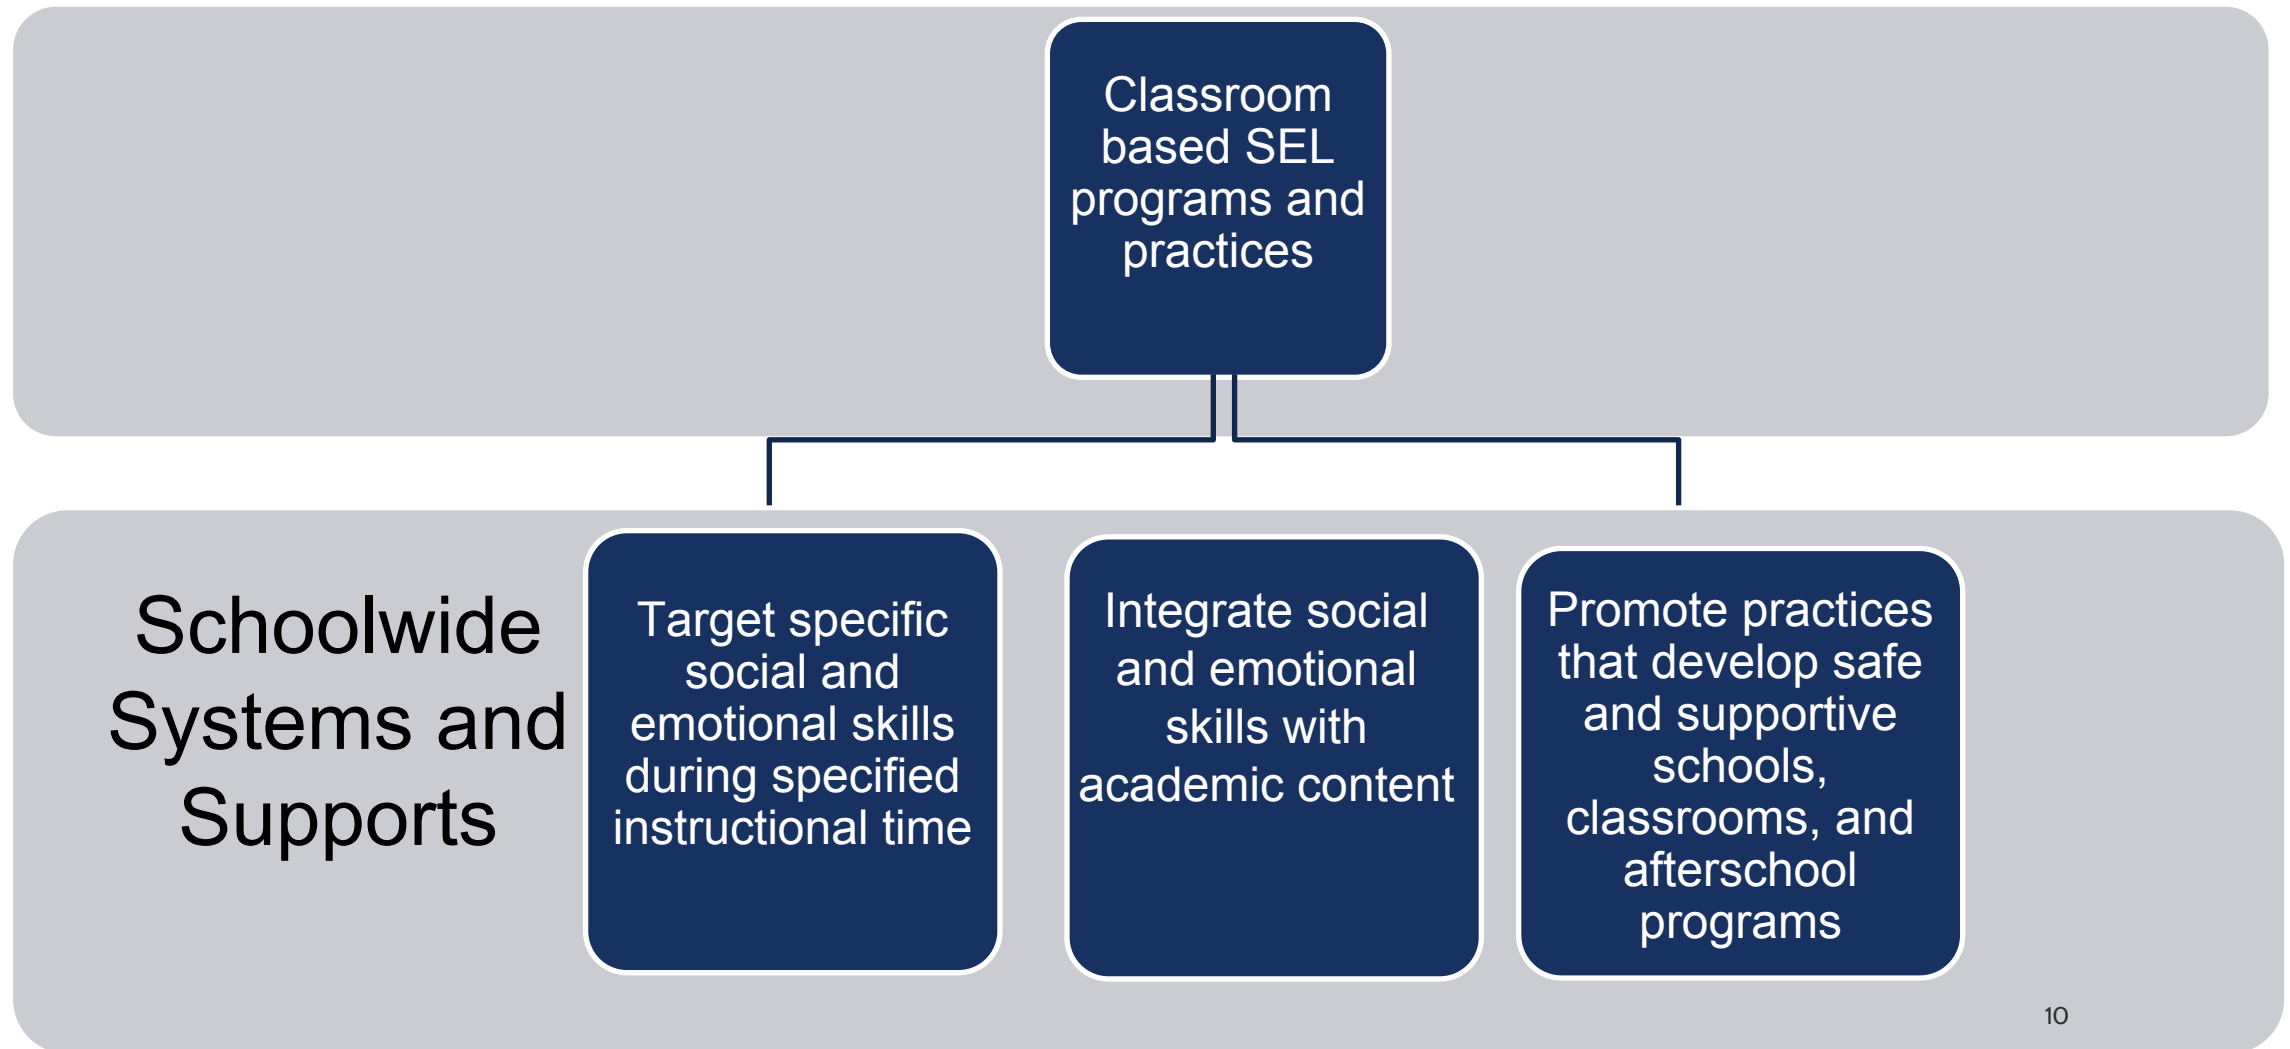 Classroom
based SEL
programs and
practices
Schoolwide
Systems and
Supports
Target specific
social and
emotional skills
during specified
instructional time
Integrate social
and emotional
skills with
academic content
Promote practices
that develop safe
and supportive
schools,
classrooms, and
afterschool
programs
10